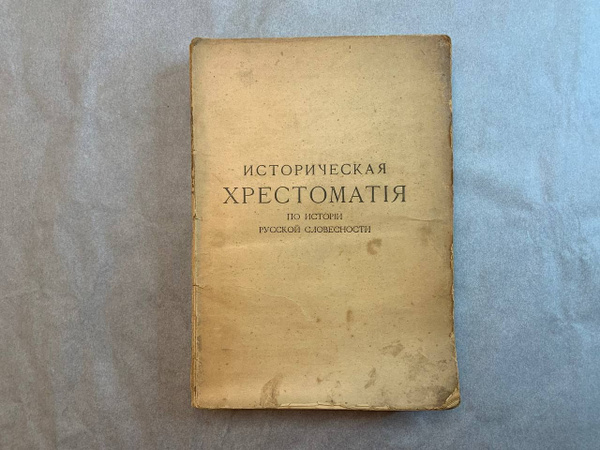 ИСТОРИЧЕСКАЯ
ХРЕСТОМАТІЯ
ПО ИСТОРІИ
РУССКОЙ СЛОВЕСНОСТИ